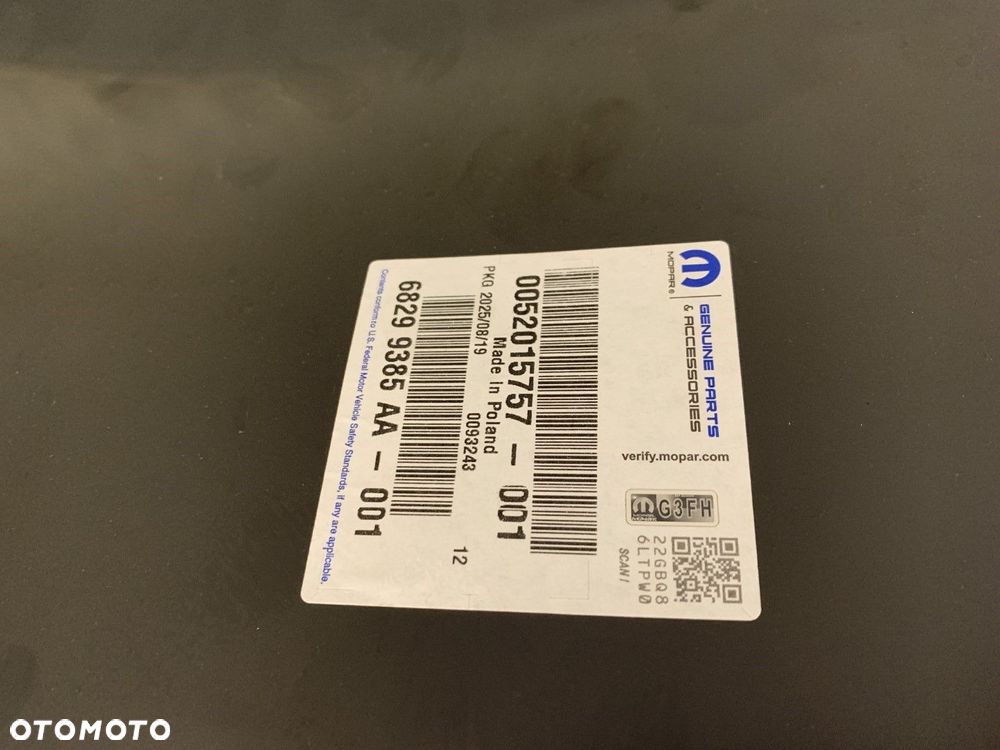 MOPAR®
GENUINE PARTS
& ACCESSORIES
verify.mopar.com
G3FH
22GBQ8
6LTPW0
SCAN!
0052015757 - 001
Made in Poland
PKG 2025/08/19
0093243
12
6829 9385 AA - 001
Contents conform to U.S. Federal Motor Vehicle Safety Standards, if any are applicable.
OTOMOTO